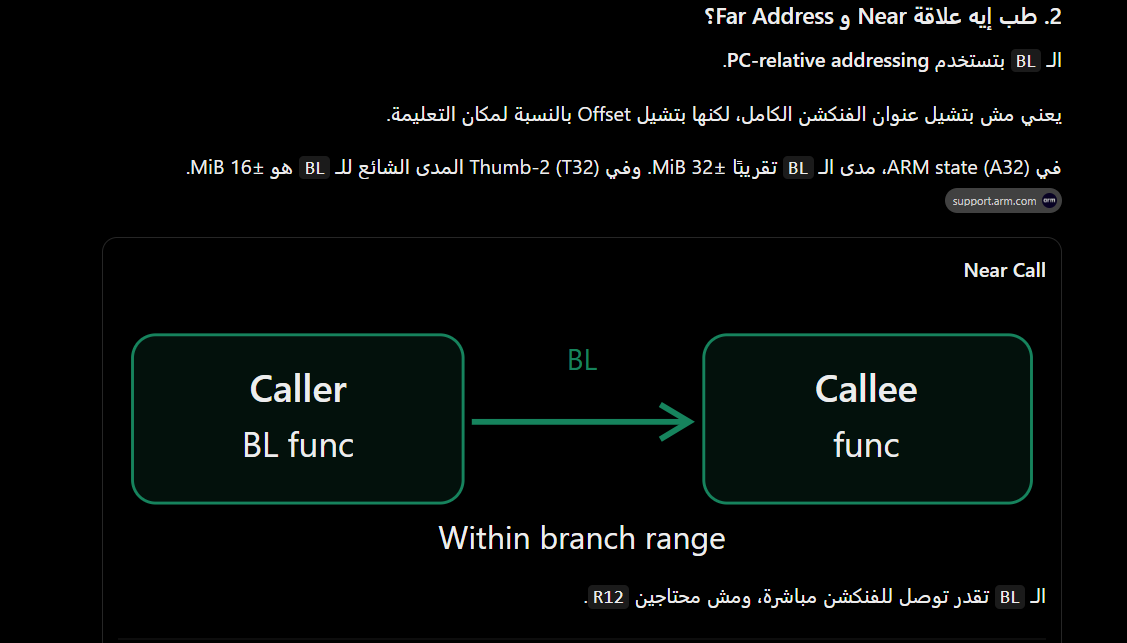 2. طب إيه علاقة Near و Far Address؟
الـ BL بتستخدم PC-relative addressing.
يعني مش بتشيل عنوان الفنكشن الكامل، لكنها بتشيل Offset بالنسبة لمكان التعليمة.
في ARM state (A32)، مدى الـ BL تقريبًا ±32 MiB. وفي Thumb-2 (T32) المدى الشائع للـ BL هو ±16 MiB.
support.arm.com arm
Near Call
BL
Caller
BL func
Callee
func
Within branch range
الـ BL تقدر توصل للفنكشن مباشرة، ومش محتاجين R12.